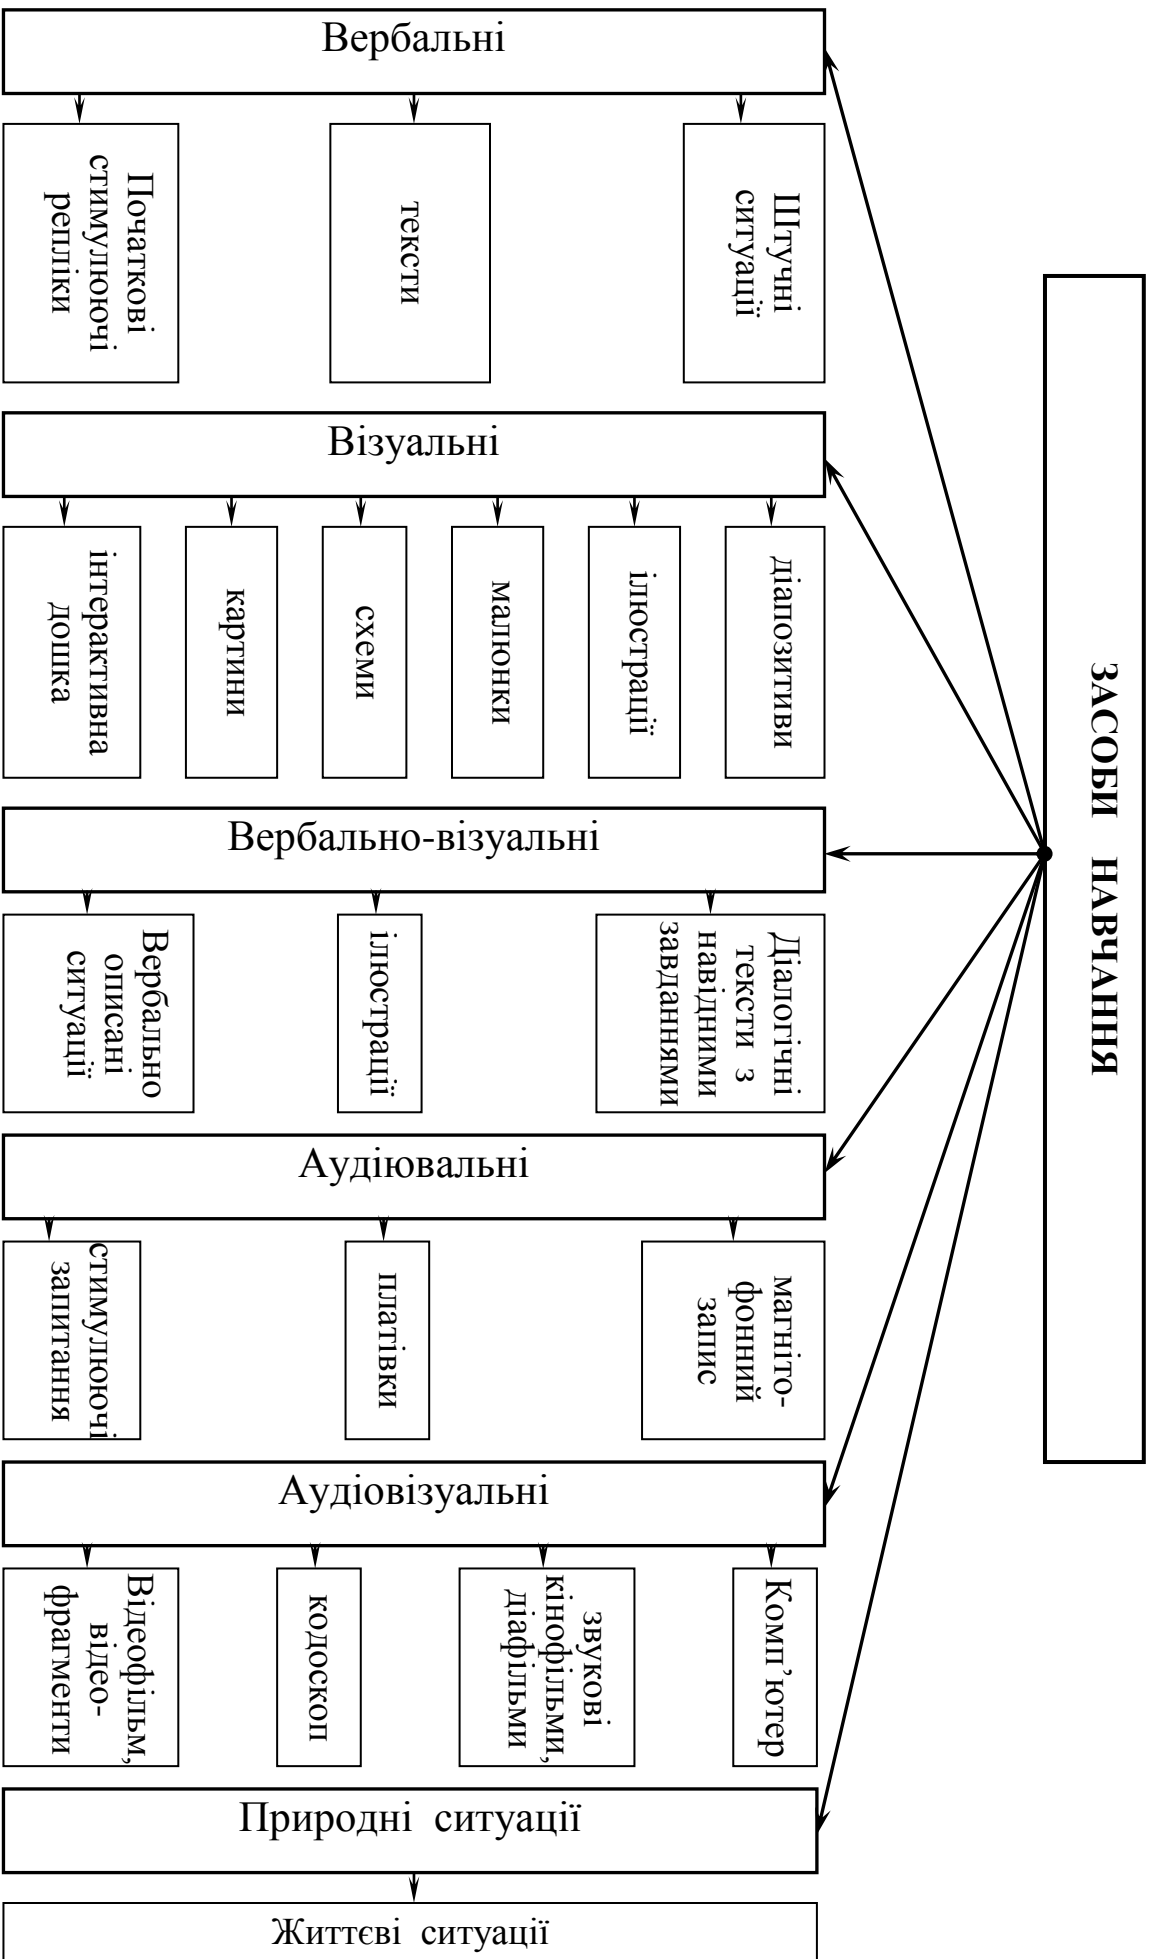 ЗАСОБИ НАВЧАННЯ
Вербальні
Початкові
стимулюючі
репліки
тексти
Штучні
ситуації
Візуальні
інтерактивна
дошка
картини
схеми
малюнки
ілюстрації
діапозитиви
Вербально-візуальні
Вербально
описані
ситуації
ілюстрації
Діалогічні
тексти з
навідними
завданнями
Аудіювальні
стимулюючі
запитання
платівки
магніто-
фонний
запис
Аудіовізуальні
Відеофільм,
відео-
фрагменти
кодоскоп
звукові
кінофільми,
діафільми
Комп’ютер
Природні ситуації
Життєві ситуації